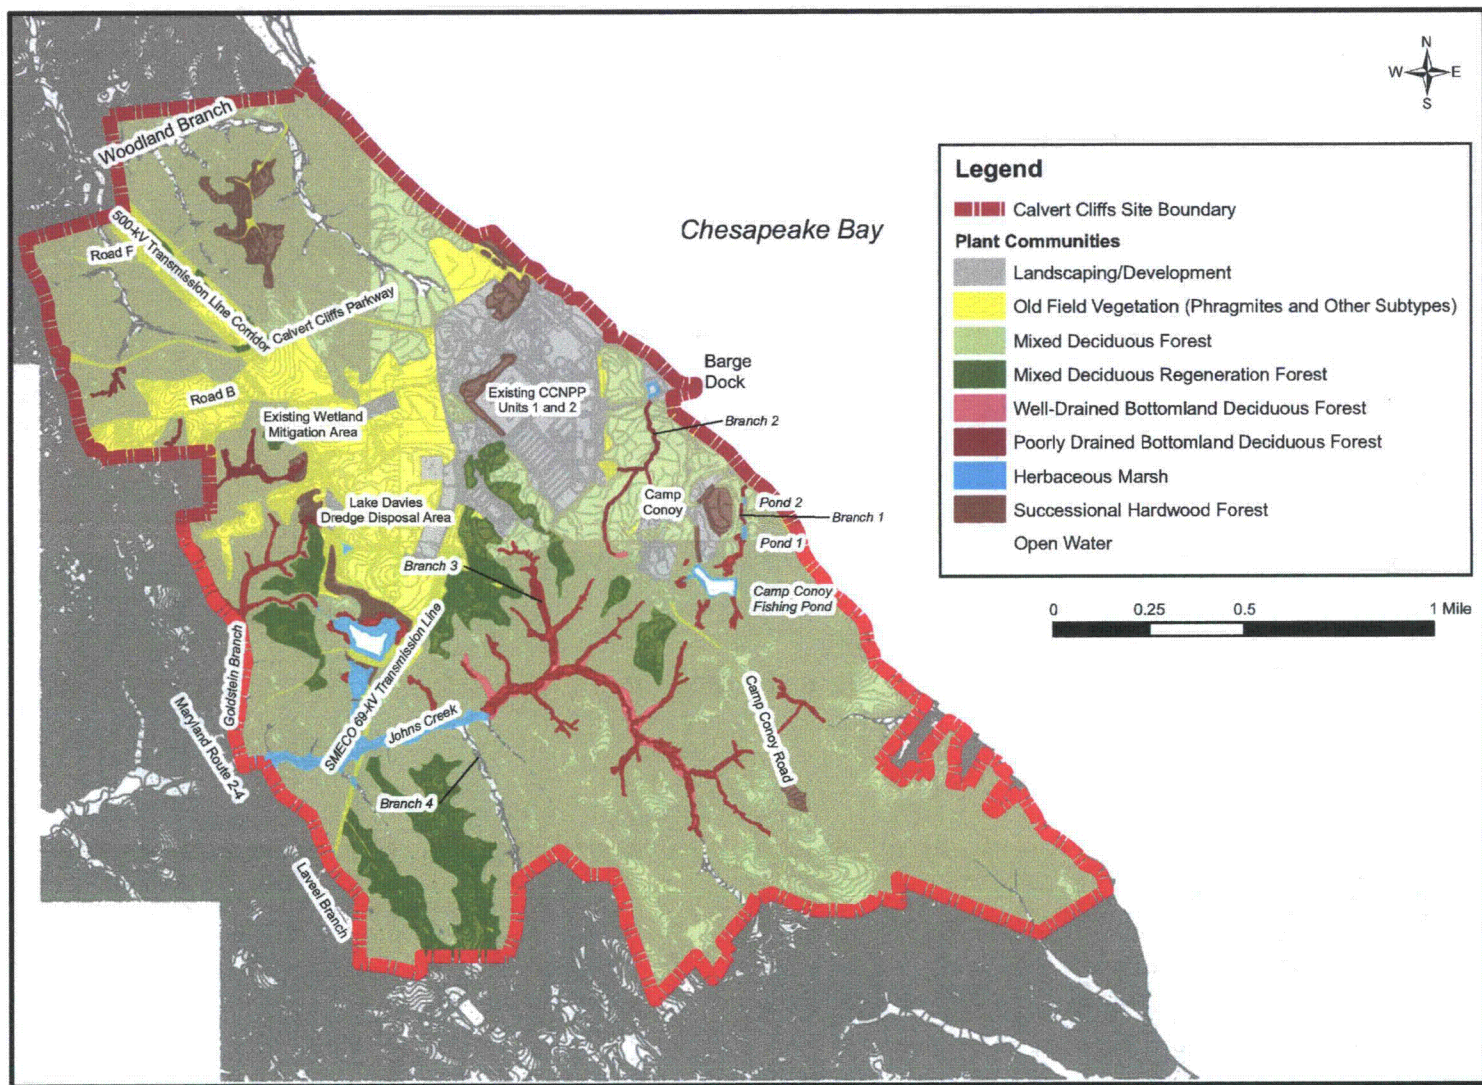 N
W E
S
Legend
Calvert Cliffs Site Boundary
Plant Communities
Landscaping/Development
Old Field Vegetation (Phragmites and Other Subtypes)
Mixed Deciduous Forest
Mixed Deciduous Regeneration Forest
Well-Drained Bottomland Deciduous Forest
Poorly Drained Bottomland Deciduous Forest
Herbaceous Marsh
Successional Hardwood Forest
Open Water
0 0.25 0.5 1 Mile
Chesapeake Bay
Woodland Branch
500-kV Transmission Line Corridor
Road F
Calvert Cliffs Parkway
Road B
Existing Wetland
Mitigation Area
Existing CCNPP
Units 1 and 2
Barge
Dock
Branch 2
Lake Davies
Dredge Disposal Area
Camp
Conoy
Pond 2
Branch 1
Pond 1
Branch 3
Camp Conoy
Fishing Pond
Goldstein Branch
SMECO 69-kV Transmission Line
Johns Creek
Maryland Route 2-4
Camp Conoy Road
Branch 4
Laveel Branch